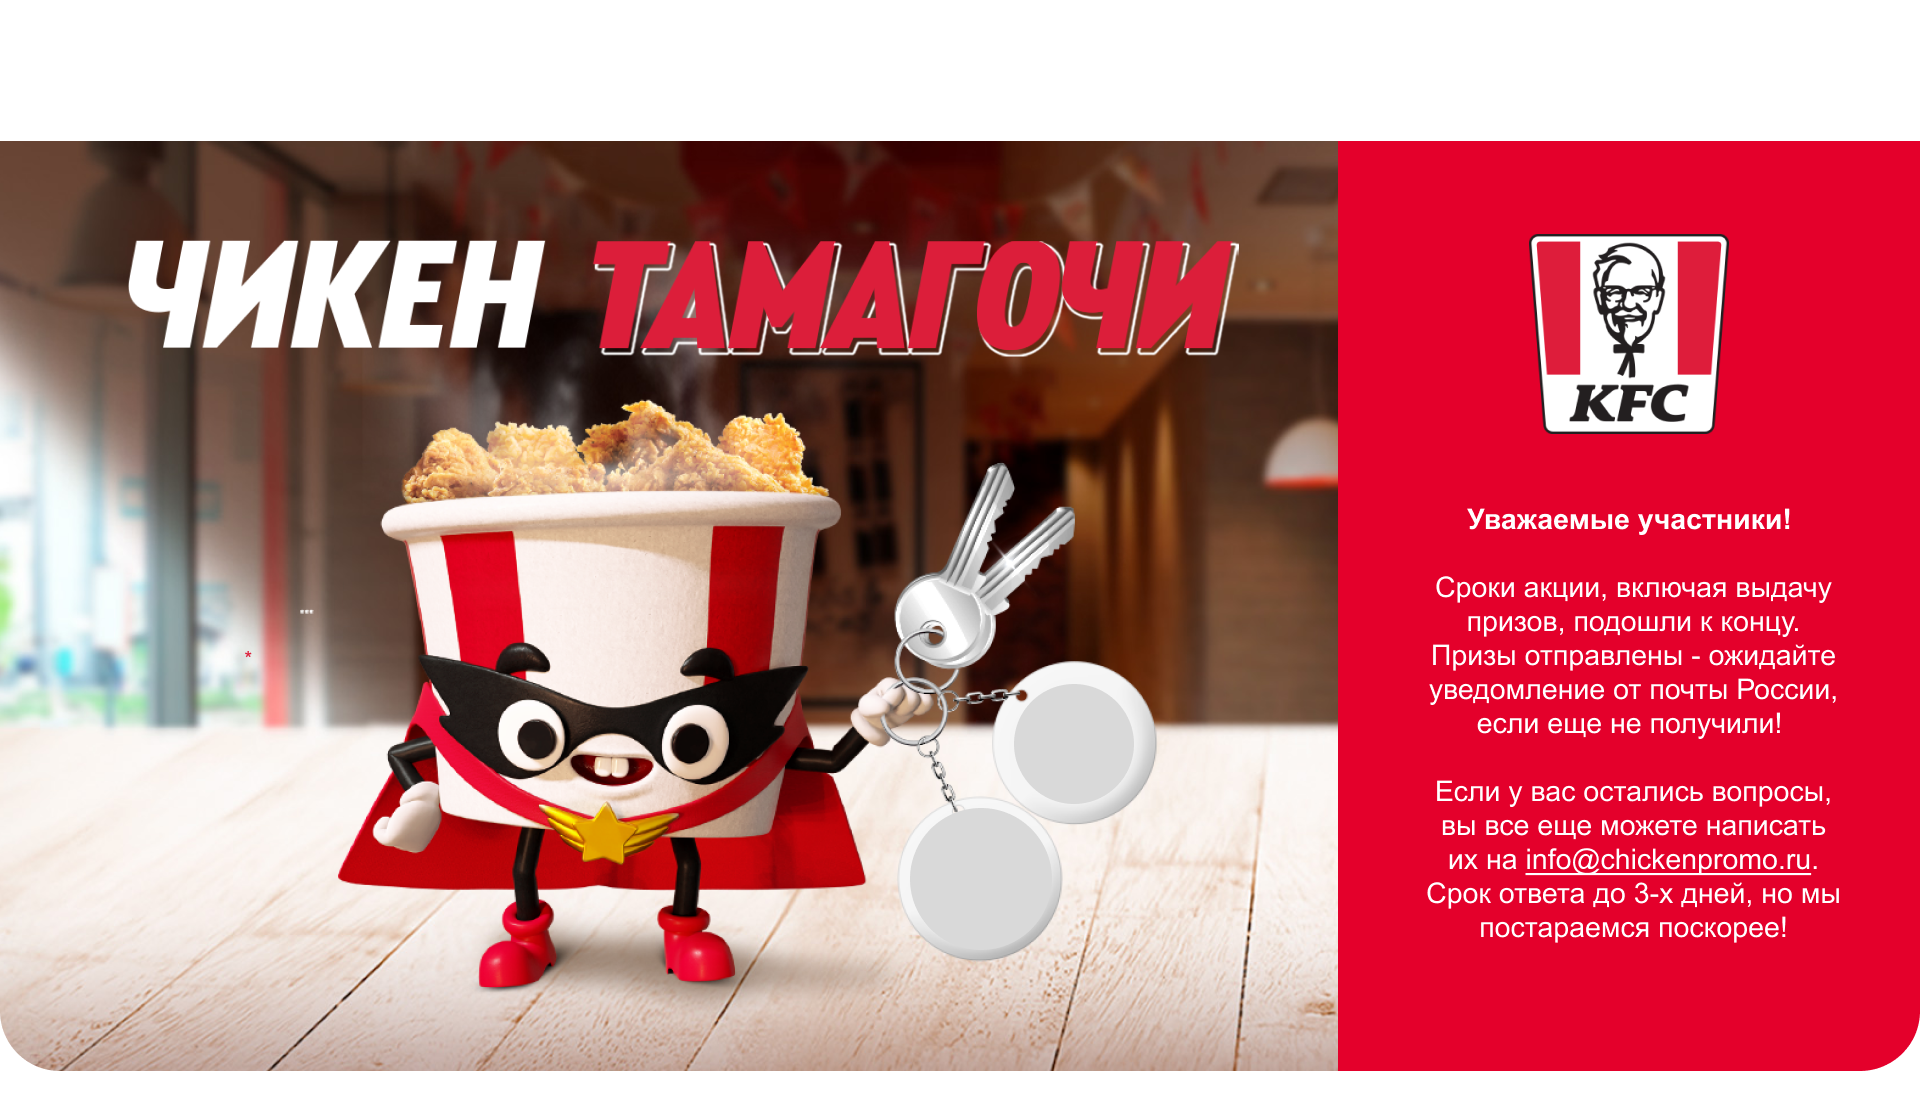 ЧИКЕН ТАМАГОЧИ
***
*
KFC
Уважаемые участники!
Сроки акции, включая выдачу
призов, подошли к концу.
Призы отправлены - ожидайте
уведомление от почты России,
если еще не получили!
Если у вас остались вопросы,
вы все еще можете написать
их на info@chickenpromo.ru.
Срок ответа до 3-х дней, но мы
постараемся поскорее!